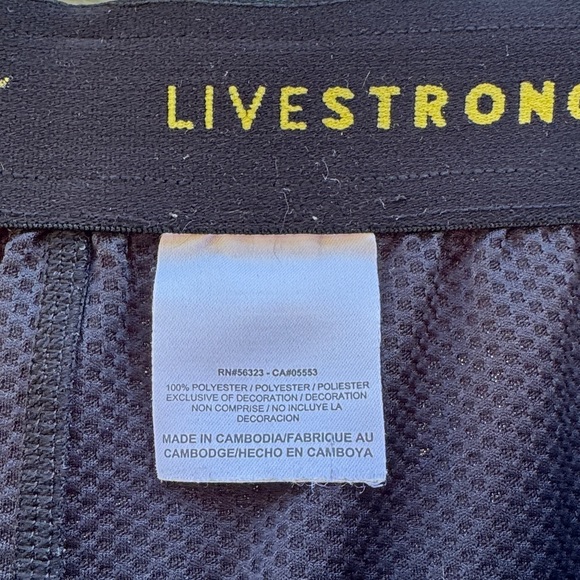 LIVESTRONG
RN#56323 - CA#05553
100% POLYESTER / POLYESTER / POLIESTER
EXCLUSIVE OF DECORATION / DECORATION
NON COMPRISE / NO INCLUYE LA
DECORACION
MADE IN CAMBODIA/FABRIQUE AU
CAMBODGE/HECHO EN CAMBOYA